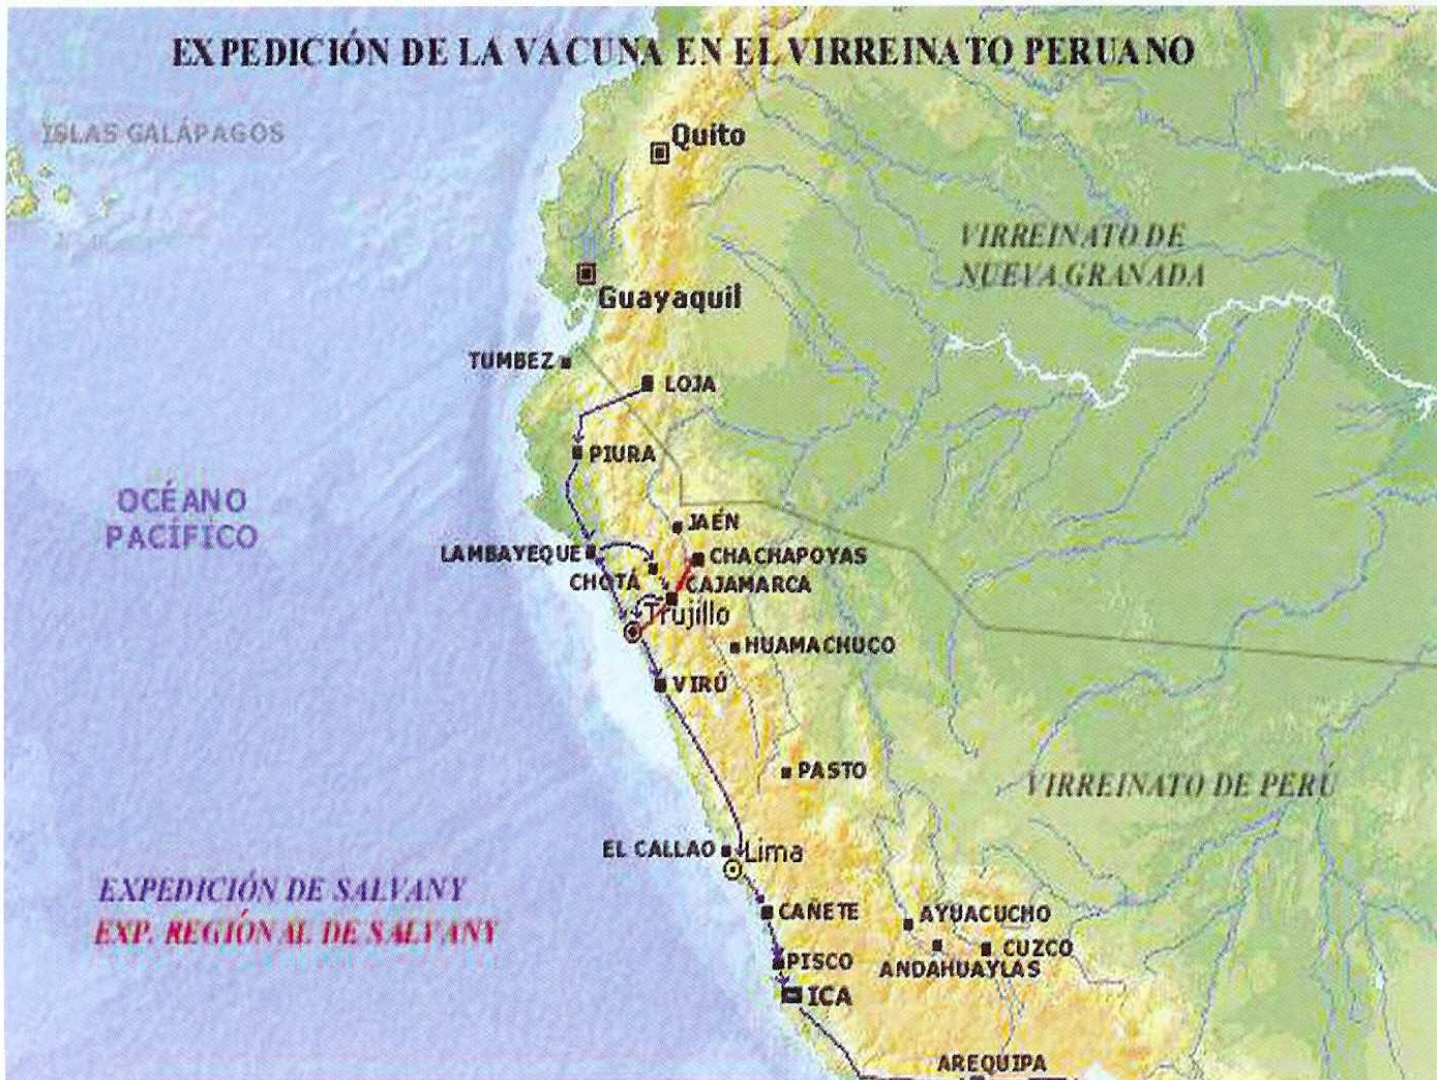 EXPEDICIÓN DE LA VACUNA EN EL VIRREINATO PERUANO
ISLAS GALÁPAGOS
Quito
VIRREINATO DE
NUEVA GRANADA
Guayaquil
TUMBEZ
LOJA
PIURA
OCÉANO
PACÍFICO
JAÉN
LAMBAYEQUE
CHACHAPOYAS
CHOTÁ
CAJAMARCA
Trujillo
HUAMACHUCO
VIRÚ
PASTO
VIRREINATO DE PERÚ
EL CALLAO
Lima
EXPEDICIÓN DE SALVANY
EXP. REGIÓNAL DE SALVANY
CAÑETE
AYUACUCHO
CUZCO
PISCO
ANDAHUAYLAS
ICA
AREQUIPA